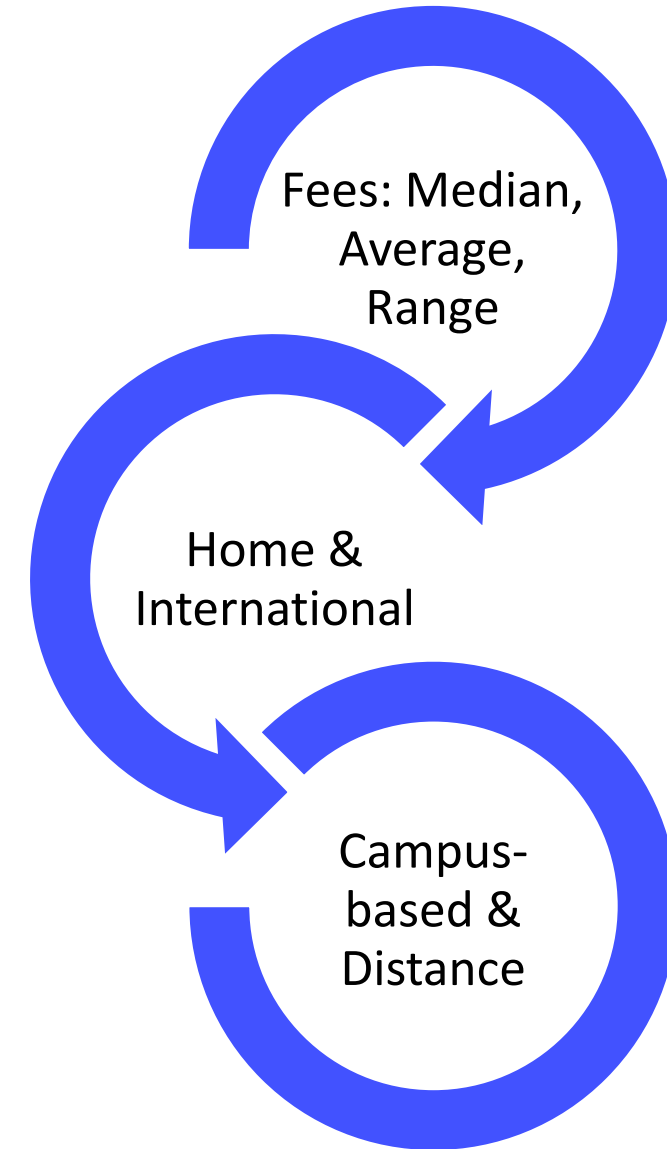 Fees: Median,
Average,
Range
Home &
International
Campus-
based &
Distance